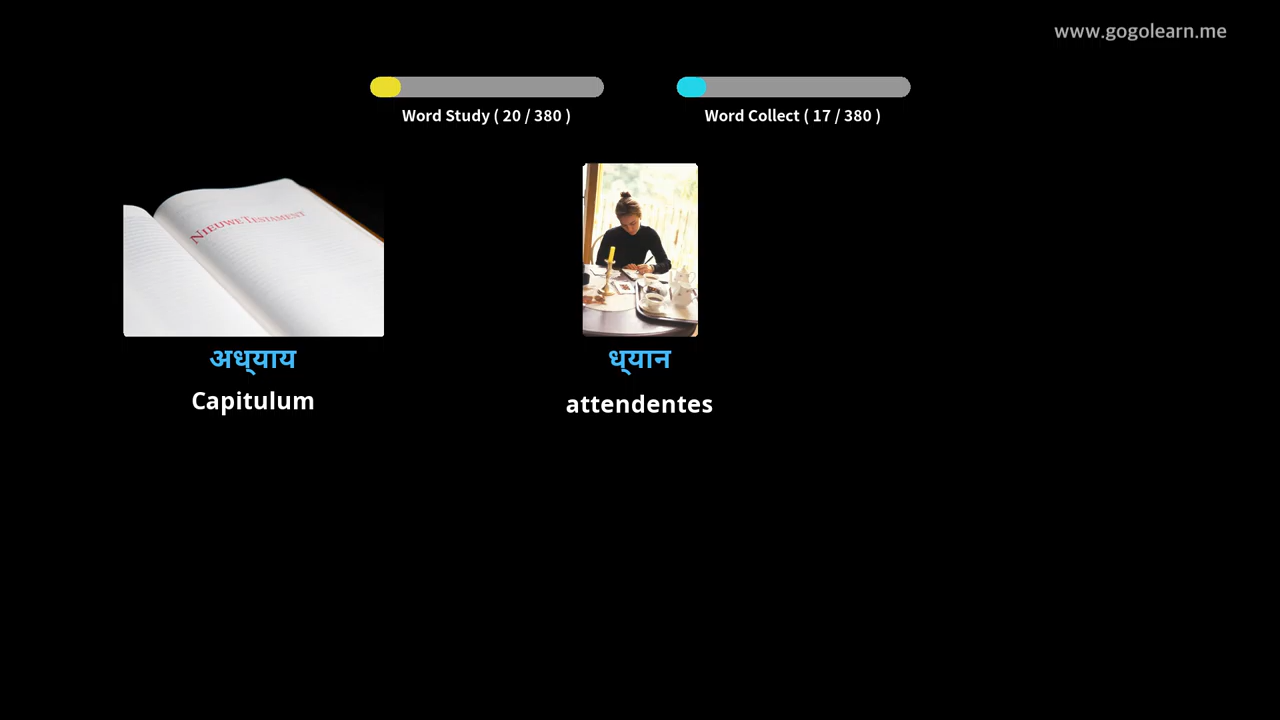 www.gogolearn.me
Word Study ( 20 / 380 )
Word Collect ( 17 / 380 )
NIEUWE TESTAMENT
अध्याय
Capitulum
ध्यान
attendentes